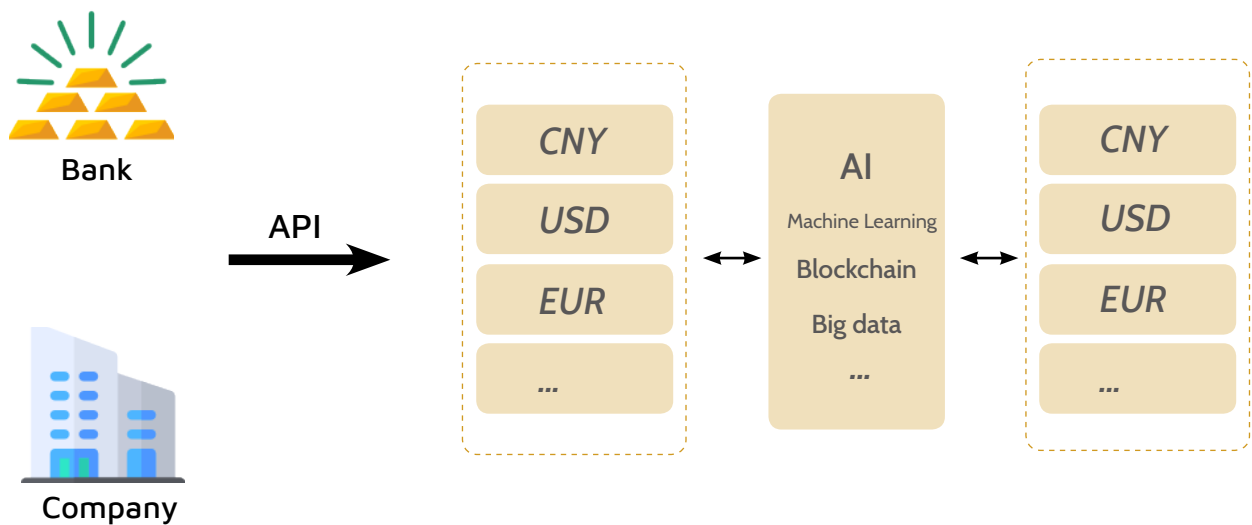 Bank
Company
API
CNY
USD
EUR
...
AI
Machine Learning
Blockchain
Big data
...
CNY
USD
EUR
...